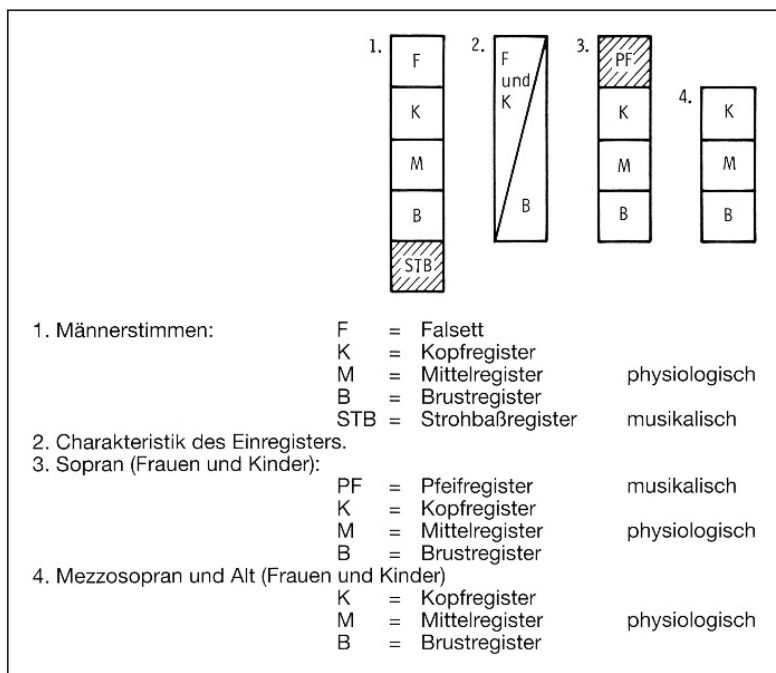 1.
F
K
M
B
STB
2.
F
und
K
B
3.
PF
K
M
B
4.
K
M
B
1. Männerstimmen: F = Falsett
K = Kopfregister
M = Mittelregister physiologisch
B = Brustregister
STB = Strohbaßregister musikalisch
2. Charakteristik des Einregisters.
3. Sopran (Frauen und Kinder):
PF = Pfeifregister musikalisch
K = Kopfregister
M = Mittelregister physiologisch
B = Brustregister
4. Mezzosopran und Alt (Frauen und Kinder)
K = Kopfregister
M = Mittelregister physiologisch
B = Brustregister